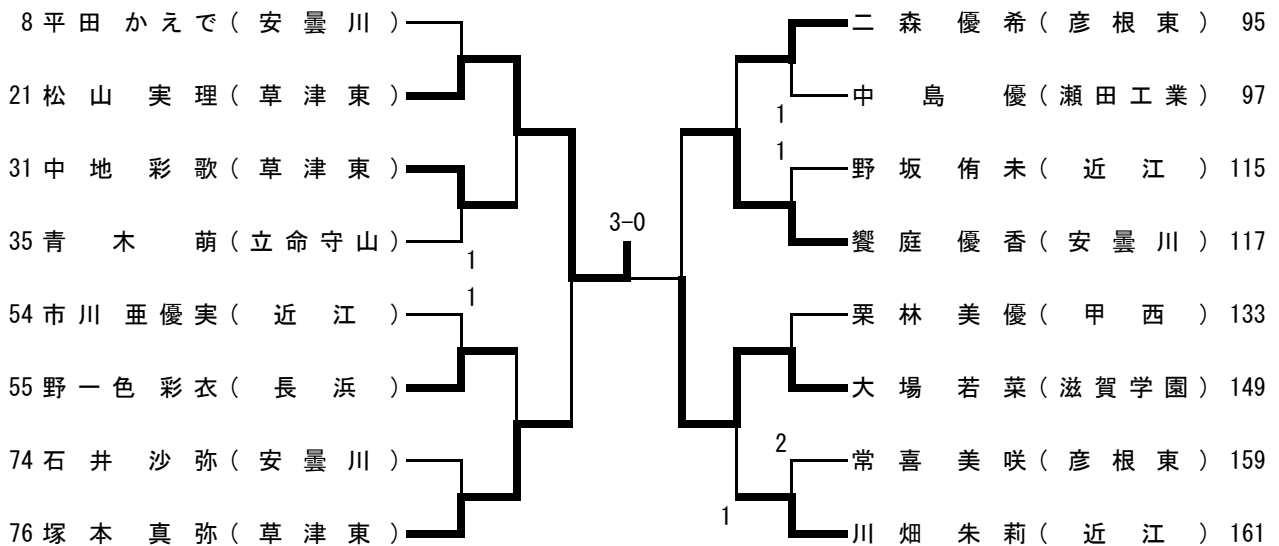 8 平田 かえで ( 安曇川 )
21 松山 実理 ( 草津東 )
31 中地 彩歌 ( 草津東 )
35 青木 萌 ( 立命守山 )
1
1
54 市川 亜優実 ( 近江 )
55 野一色 彩衣 ( 長浜 )
74 石井 沙弥 ( 安曇川 )
76 塚本 真弥 ( 草津東 )
3-0
二森 優希 ( 彦根東 ) 95
中島 優 ( 瀬田工業 ) 97
1
1
野坂 侑未 ( 近江 ) 115
饗庭 優香 ( 安曇川 ) 117
栗林 美優 ( 甲西 ) 133
大場 若菜 ( 滋賀学園 ) 149
2
常喜 美咲 ( 彦根東 ) 159
1
川畑 朱莉 ( 近江 ) 161